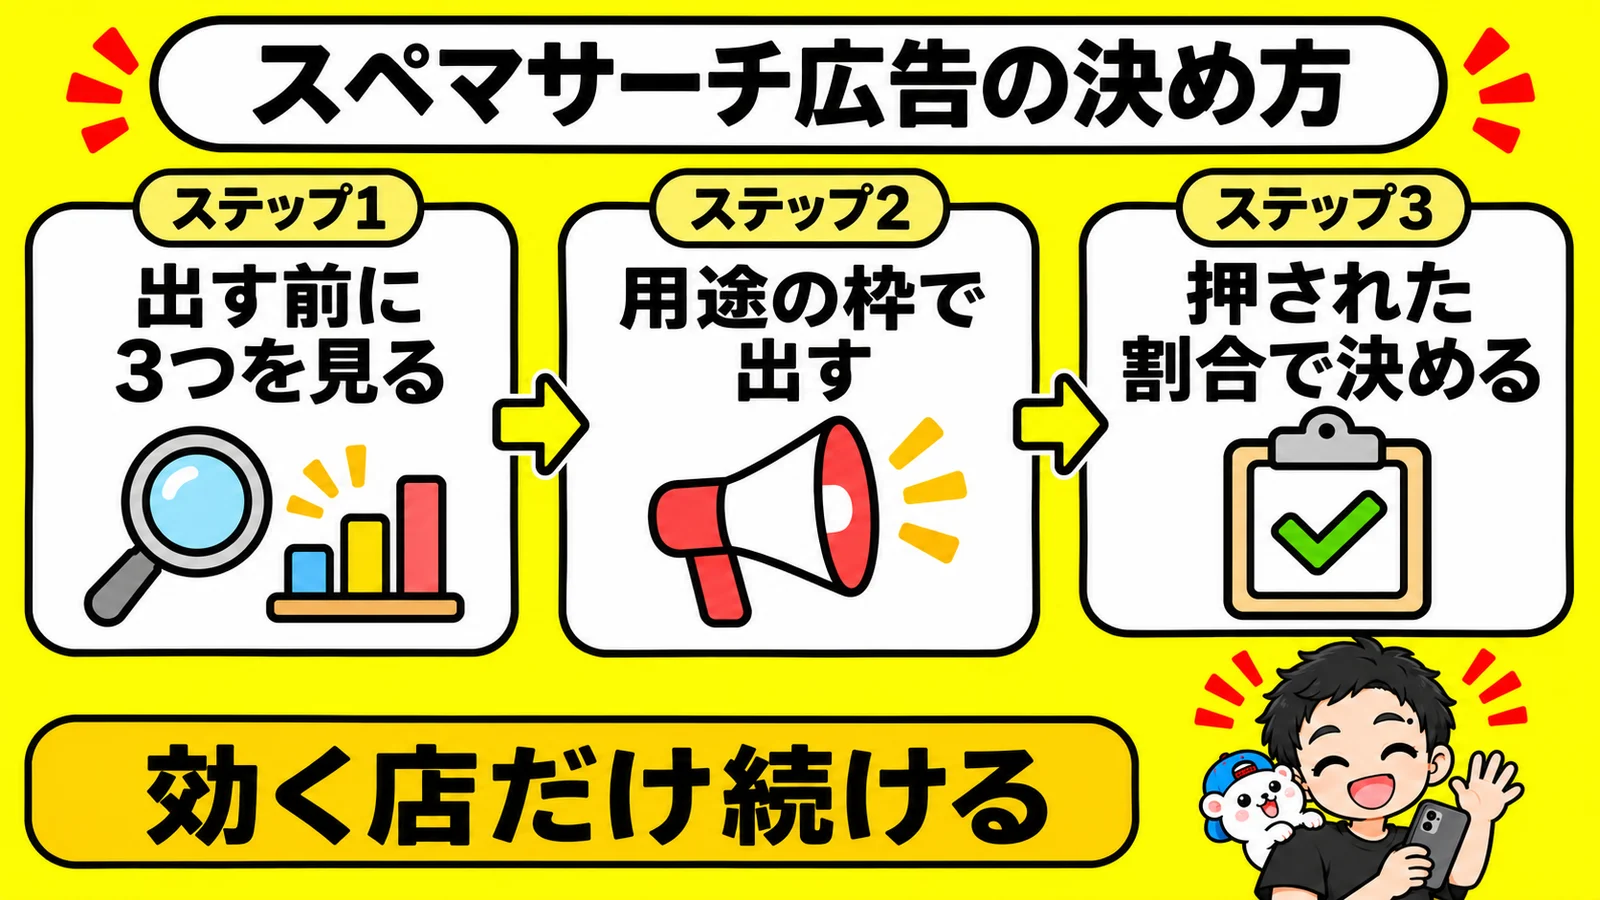 スペマサーチ広告の決め方
ステップ1
出す前に
3つを見る
ステップ2
用途の枠で
出す
ステップ3
押された
割合で決める
効く店だけ続ける